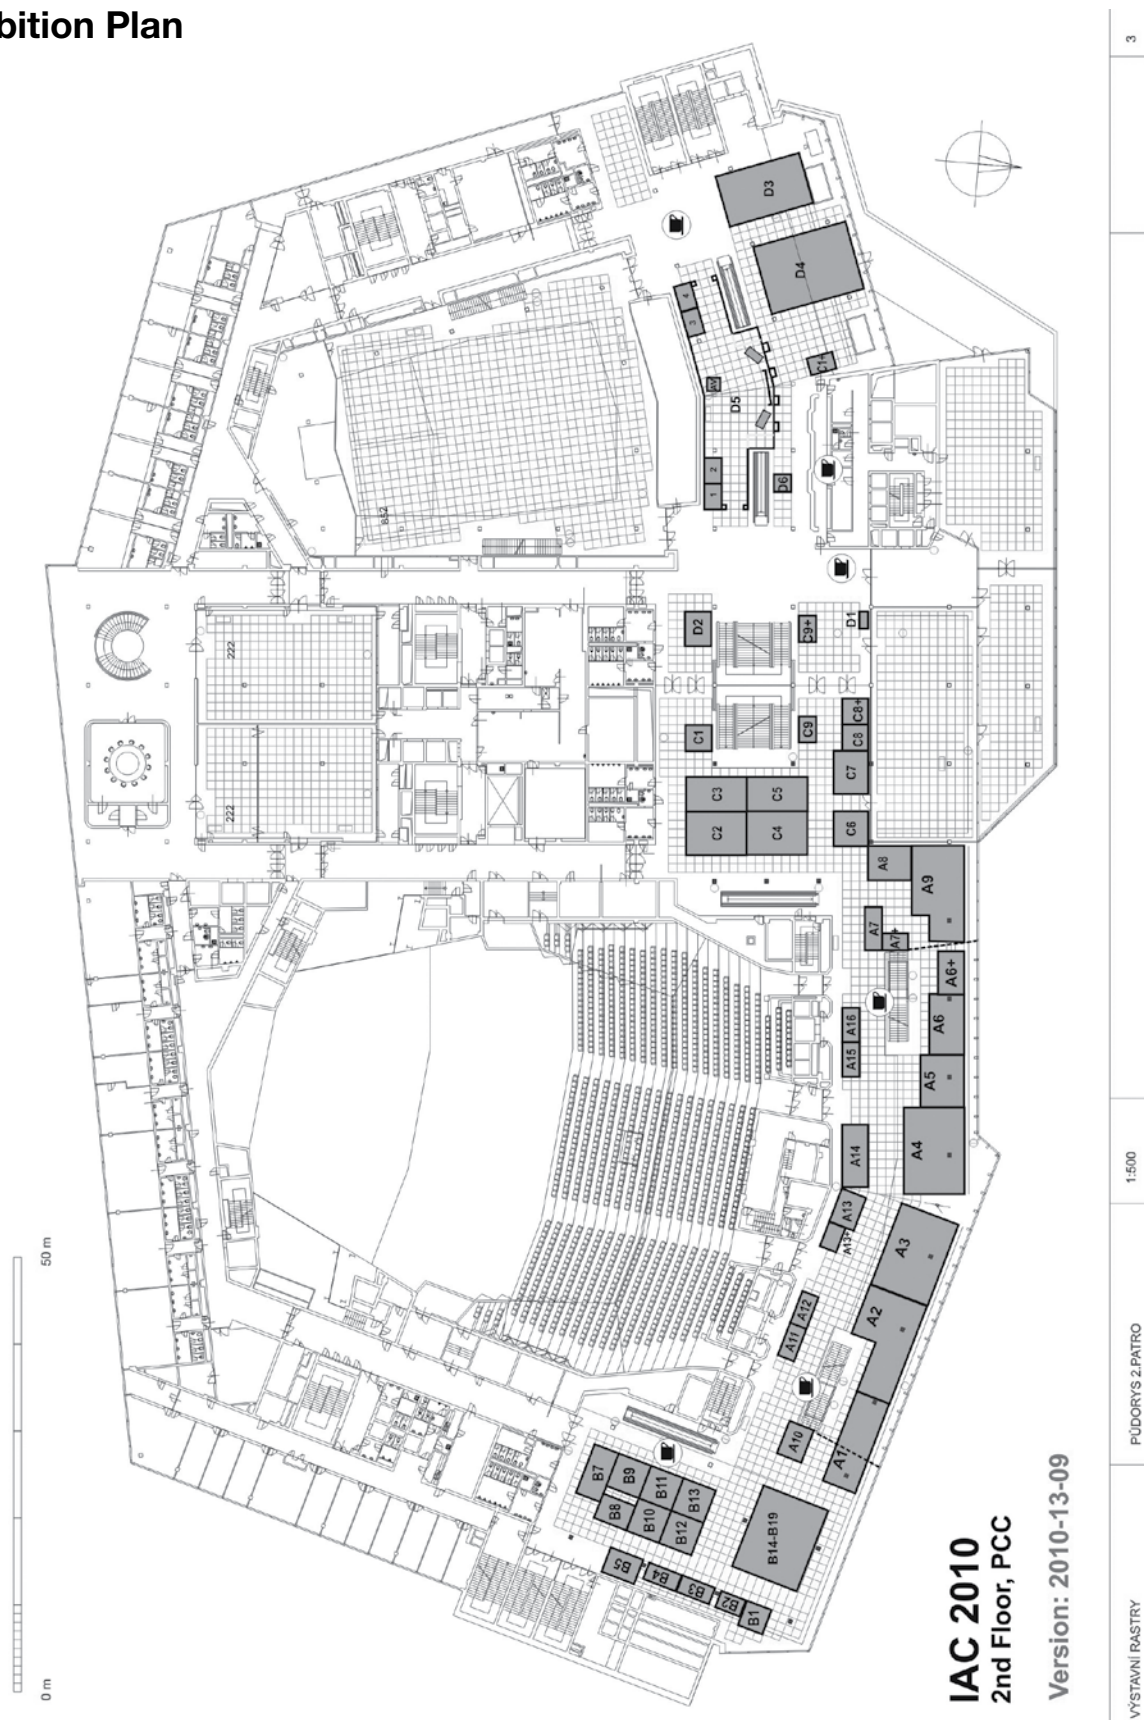 bition Plan
3
D3
D4
4
3
C1+
AV
D5
2
1
D6
852
222
222
D2
C9+
D1
C1
C9
C8+
C8
C7
C3
C5
C2
C4
C6
A8
A9
A7
A7+
A6+
A16
A6
A15
A5
A14
A4
A13
A13+
A3
A12
A11
A2
A10
A1
B7
B9
B11
B13
B8
B10
B12
B14-B19
B5
B4
B3
B2
B1
50 m
0 m
1:500
PŮDORYS 2.PATRO
VÝSTAVNÍ RASTRY
IAC 2010
2nd Floor, PCC
Version: 2010-13-09